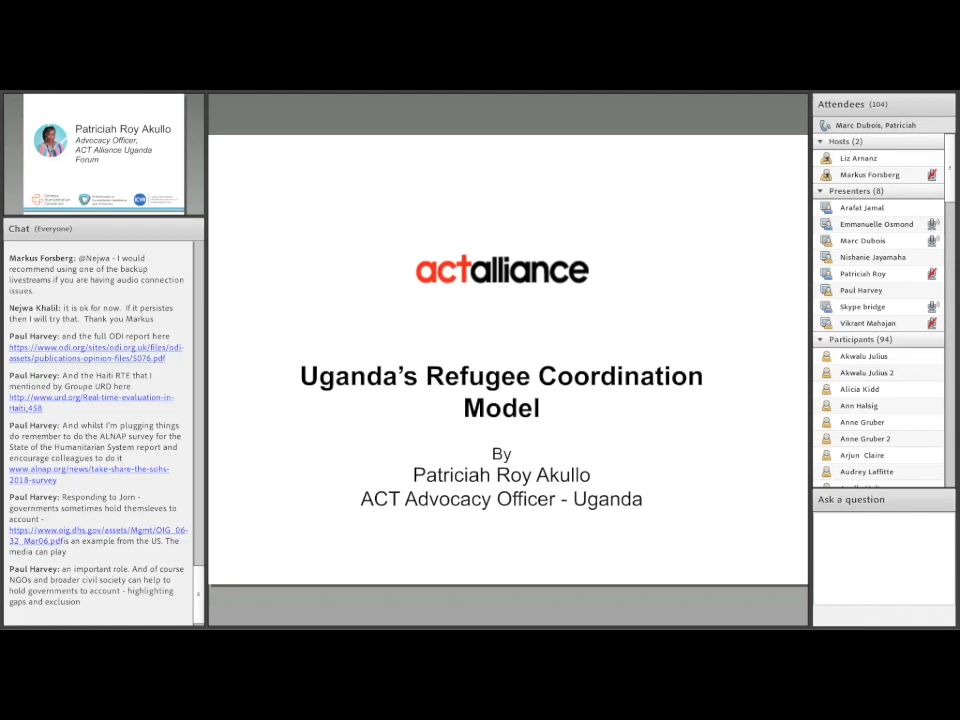 Patriciah Roy Akullo
Advocacy Officer,
ACT Alliance Uganda
Forum
Chat (Everyone)
Markus Forsberg: @Nejwa - I would
recommend using one of the backup
livestreams if you are having audio connection
issues.
Nejwa Khalil: it is ok for now. If it persistes
then I will try that. Thank you Markus
Paul Harvey: and the full ODI report here
https://www.odi.org/sites/odi.org.uk/files/odi-
assets/publications-opinion-files/5076.pdf
Paul Harvey: And the Haiti RTE that I
mentioned by Groupe URD here
http://www.urd.org/Real-time-evaluation-in-
Haiti,458
Paul Harvey: And whilst I'm plugging things
do remember to do the ALNAP survey for the
State of the Humanitarian System report and
encourage colleagues to do it
www.alnap.org/news/take-share-the-sohs-
2018-survey
Paul Harvey: Responding to Jorn -
governments sometimes hold themsleves to
account -
https://www.oig.dhs.gov/assets/Mgmt/OIG_06-
32_Mar06.pdfis an example from the US. The
media can play
Paul Harvey: an important role. And of course
NGOs and broader civil society can help to
hold governments to account - highlighting
gaps and exclusion
actalliance
Uganda's Refugee Coordination
Model
By
Patriciah Roy Akullo
ACT Advocacy Officer - Uganda
Attendees (104)
Marc Dubois, Patriciah
Hosts (2)
Liz Arnanz
Markus Forsberg
Presenters (8)
Arafat Jamal
Emmanuelle Osmond
Marc Dubois
Nishanie Jayamaha
Patriciah Roy
Paul Harvey
Skype bridge
Vikrant Mahajan
Participants (94)
Akwalu Julius
Akwalu Julius 2
Alicia Kidd
Ann Halsig
Anne Gruber
Anne Gruber 2
Arjun Claire
Audrey Laffitte
Ask a question